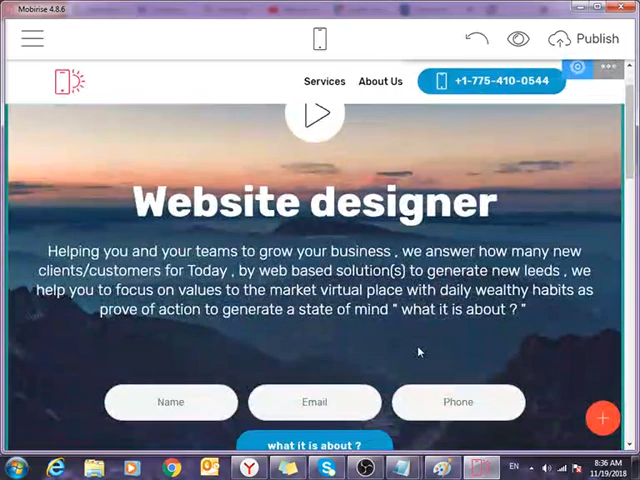 Mobirise 4.8.6
Publish
Services About Us +1-775-410-0544
Website designer
Helping you and your teams to grow your business , we answer how many new
clients/customers for Today , by web based solution(s) to generate new leeds , we
help you to focus on values to the market virtual place with daily wealthy habits as
prove of action to generate a state of mind " what it is about ? "
Name Email Phone
what it is about ?
EN 8:36 AM
11/19/2018